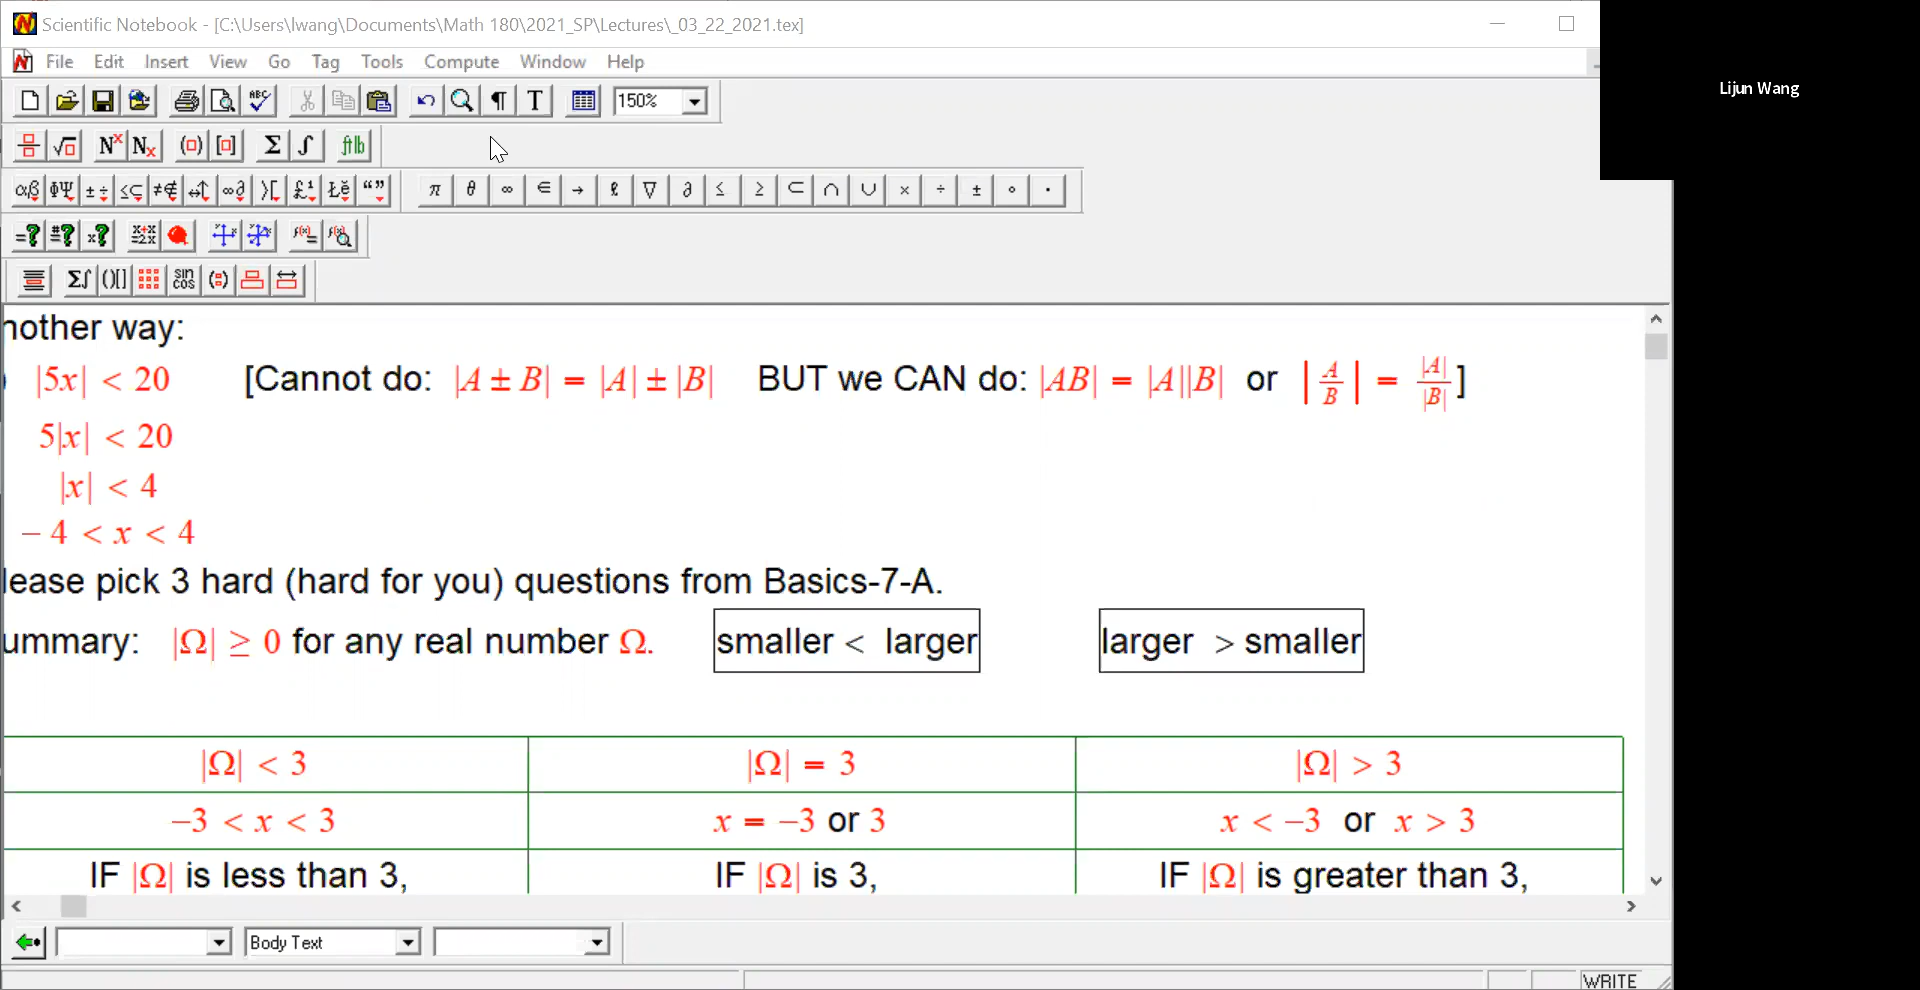 Scientific Notebook - [C:\Users\lwang\Documents\Math 180\2021_SP\Lectures\_03_22_2021.tex]
Lijun Wang
File Edit Insert View Go Tag Tools Compute Window Help
150%
nother way:
|5x| < 20 [Cannot do: |A ± B| = |A| ± |B| BUT we CAN do: |AB| = |A||B| or |A/B| = |A|/|B| ]
5|x| < 20
|x| < 4
− 4 < x < 4
lease pick 3 hard (hard for you) questions from Basics-7-A.
ummary: |Ω| ≥ 0 for any real number Ω. smaller < larger larger > smaller
|Ω| < 3 |Ω| = 3 |Ω| > 3
−3 < x < 3 x = −3 or 3 x < −3 or x > 3
IF |Ω| is less than 3, IF |Ω| is 3, IF |Ω| is greater than 3,
Body Text
WRITE